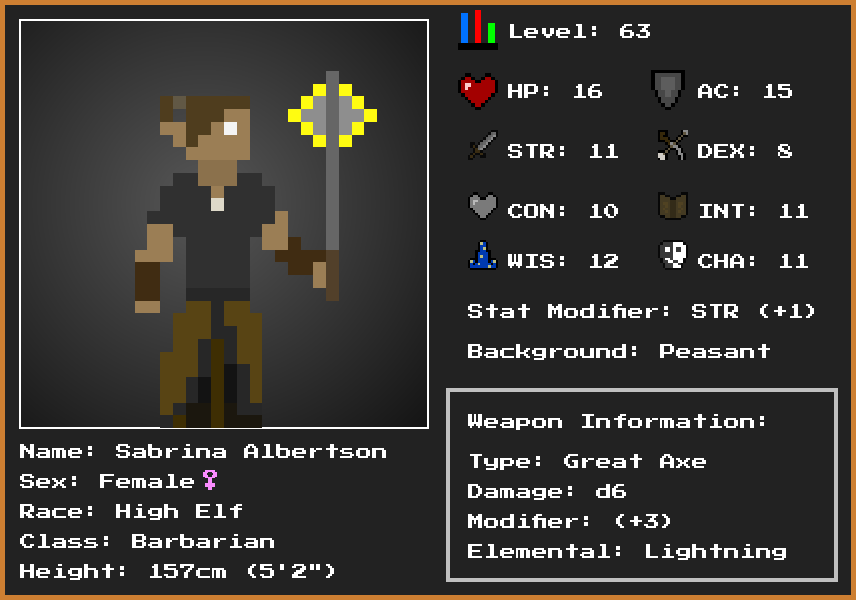 Level: 63
HP: 16 AC: 15
STR: 11 DEX: 8
CON: 10 INT: 11
WIS: 12 CHA: 11
Stat Modifier: STR (+1)
Background: Peasant
Weapon Information:
Type: Great Axe
Damage: d6
Modifier: (+3)
Elemental: Lightning
Name: Sabrina Albertson
Sex: Female♀
Race: High Elf
Class: Barbarian
Height: 157cm (5'2")